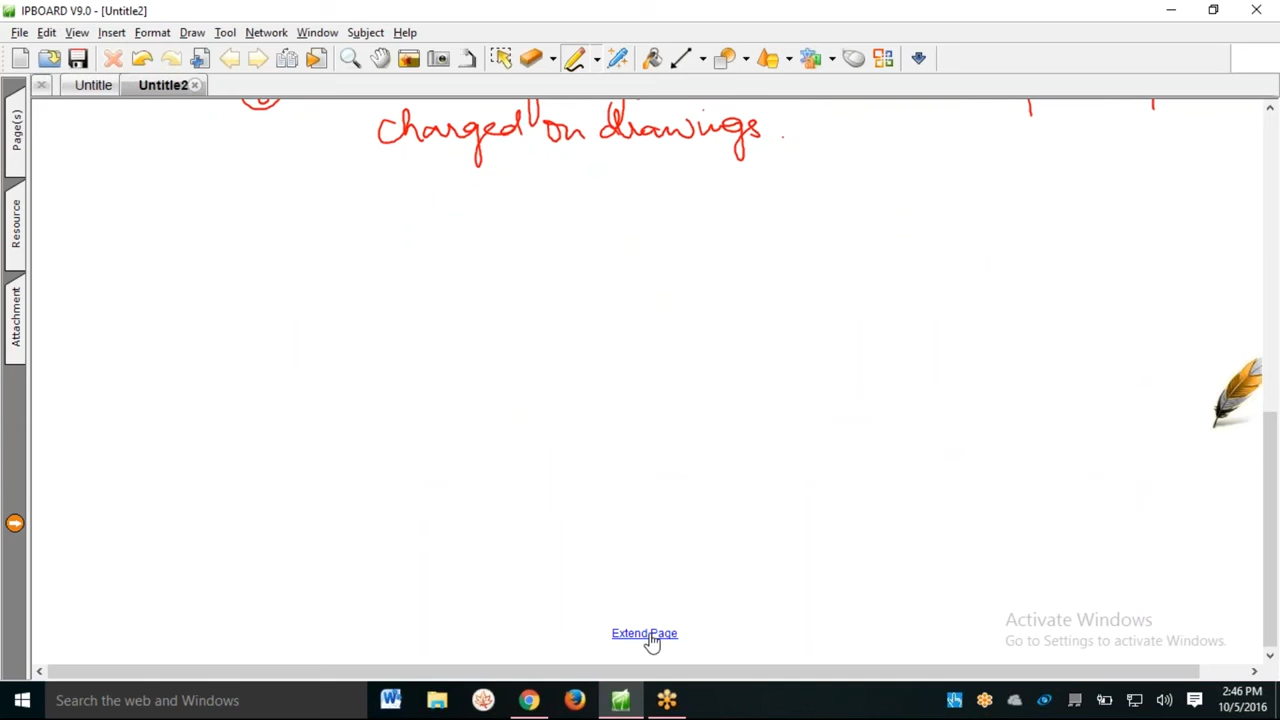 IPBOARD V9.0 - [Untitle2]
File Edit View Insert Format Draw Network Tool Window Subject Help
Untitle Untitle2
Page(s)
Resource
Attachment
charged on drawings.
Extend Page
Activate Windows
Go to Settings to activate Windows.
Search the web and Windows
2:46 PM
10/5/2016